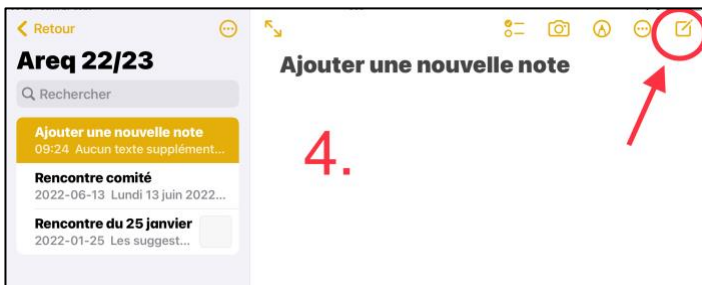 Retour
Areq 22/23
Rechercher
Ajouter une nouvelle note
09:24 Aucun texte supplément...
Rencontre comité
2022-06-13 Lundi 13 juin 2022...
Rencontre du 25 janvier
2022-01-25 Les suggest...
Ajouter une nouvelle note
4.